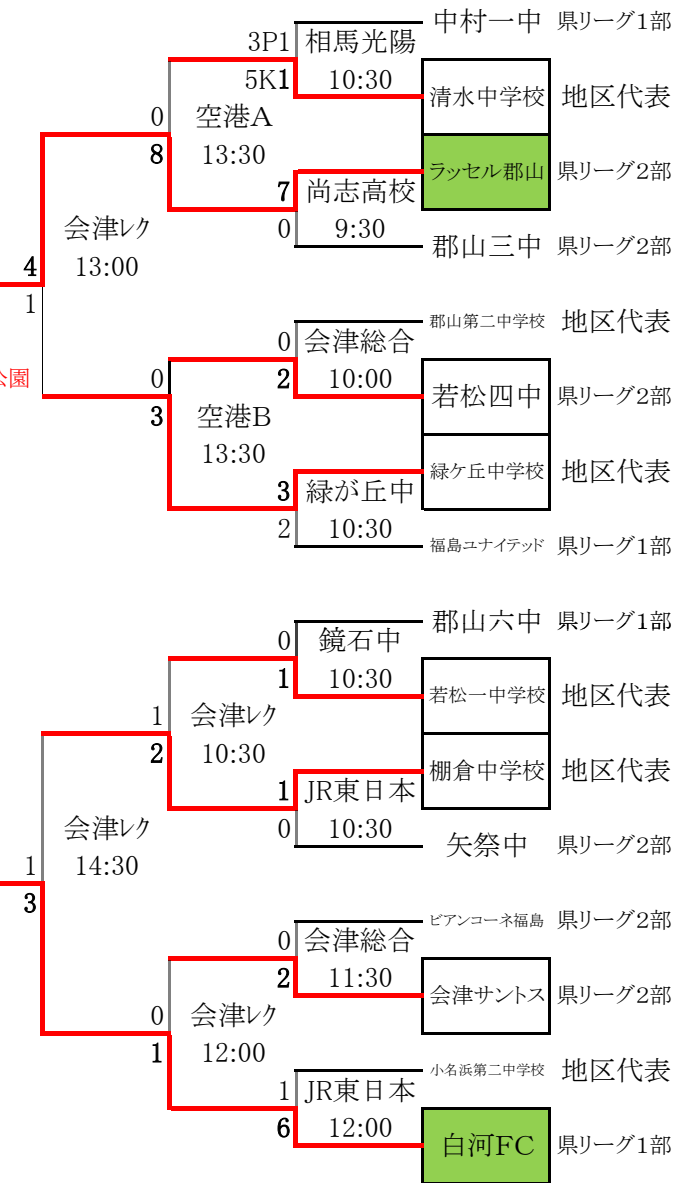 中村一中 県リーグ1部
3P1 相馬光陽
5K1 10:30
清水中学校 地区代表
0 空港A
8 13:30
ラッセル郡山 県リーグ2部
7 尚志高校
0 9:30
郡山三中 県リーグ2部
会津レク
4 13:00
1
郡山第二中学校 地区代表
0 会津総合
2 10:00
公園
若松四中 県リーグ2部
0 空港B
3 13:30
緑ケ丘中学校 地区代表
3 緑が丘中
2 10:30
福島ユナイテッド 県リーグ1部
郡山六中 県リーグ1部
0 鏡石中
1 10:30
若松一中学校 地区代表
1 会津レク
2 10:30
棚倉中学校 地区代表
1 JR東日本
0 10:30
矢祭中 県リーグ2部
会津レク
1 14:30
3
ビアンコーネ福島 県リーグ2部
0 会津総合
2 11:30
会津サントス 県リーグ2部
0 会津レク
1 12:00
小名浜第二中学校 地区代表
1 JR東日本
6 12:00
白河FC 県リーグ1部